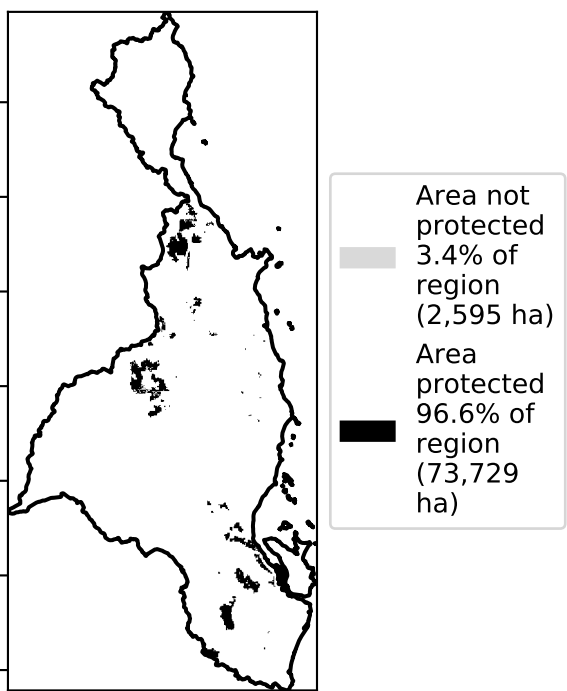 Area not
protected
3.4% of
region
(2,595 ha)
Area
protected
96.6% of
region
(73,729
ha)